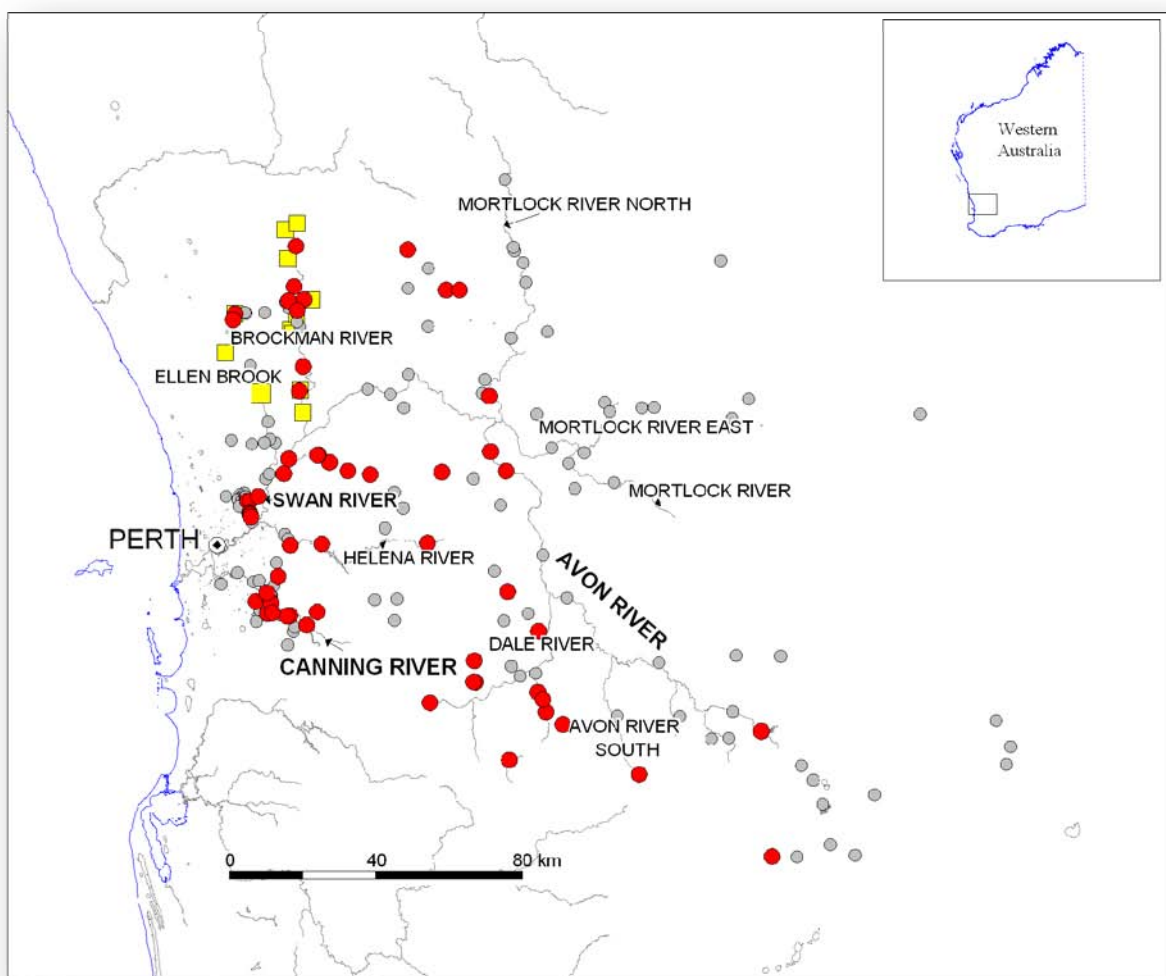 Western
Australia
MORTLOCK RIVER NORTH
BROCKMAN RIVER
ELLEN BROOK
MORTLOCK RIVER EAST
MORTLOCK RIVER
SWAN RIVER
PERTH
HELENA RIVER
AVON RIVER
DALE RIVER
CANNING RIVER
AVON RIVER
SOUTH
0 40 80 km